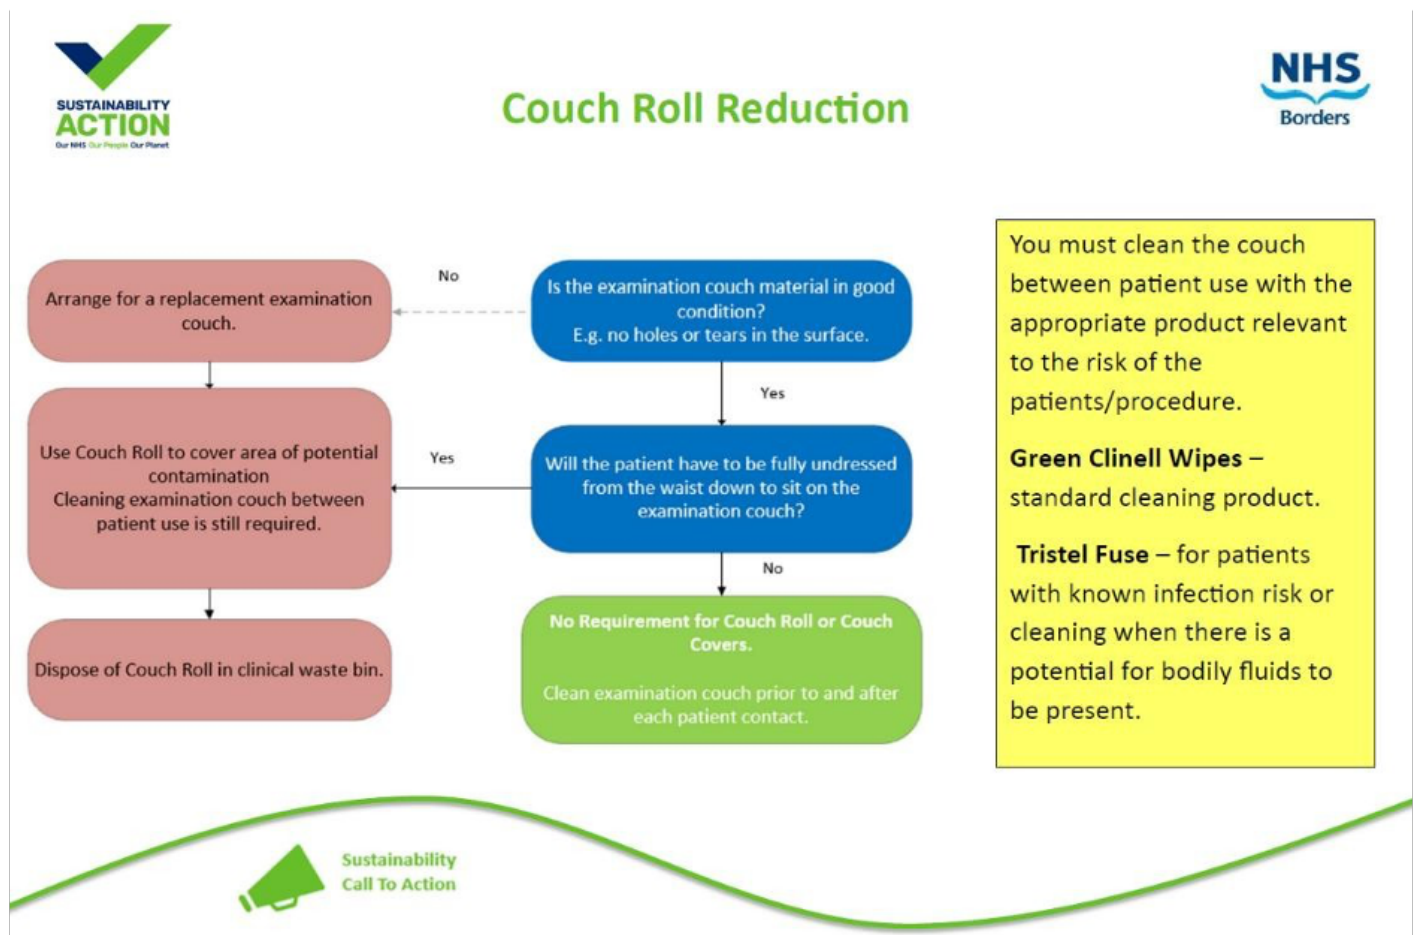 SUSTAINABILITY
ACTION
Our NHS Our People Our Planet
Couch Roll Reduction
NHS
Borders
Arrange for a replacement examination
couch.
No
Is the examination couch material in good
condition?
E.g. no holes or tears in the surface.
Yes
Use Couch Roll to cover area of potential
contamination
Cleaning examination couch between
patient use is still required.
Yes
Will the patient have to be fully undressed
from the waist down to sit on the
examination couch?
No
Dispose of Couch Roll in clinical waste bin.
No Requirement for Couch Roll or Couch
Covers.
Clean examination couch prior to and after
each patient contact.
You must clean the couch
between patient use with the
appropriate product relevant
to the risk of the
patients/procedure.
Green Clinell Wipes –
standard cleaning product.
Tristel Fuse – for patients
with known infection risk or
cleaning when there is a
potential for bodily fluids to
be present.
Sustainability
Call To Action